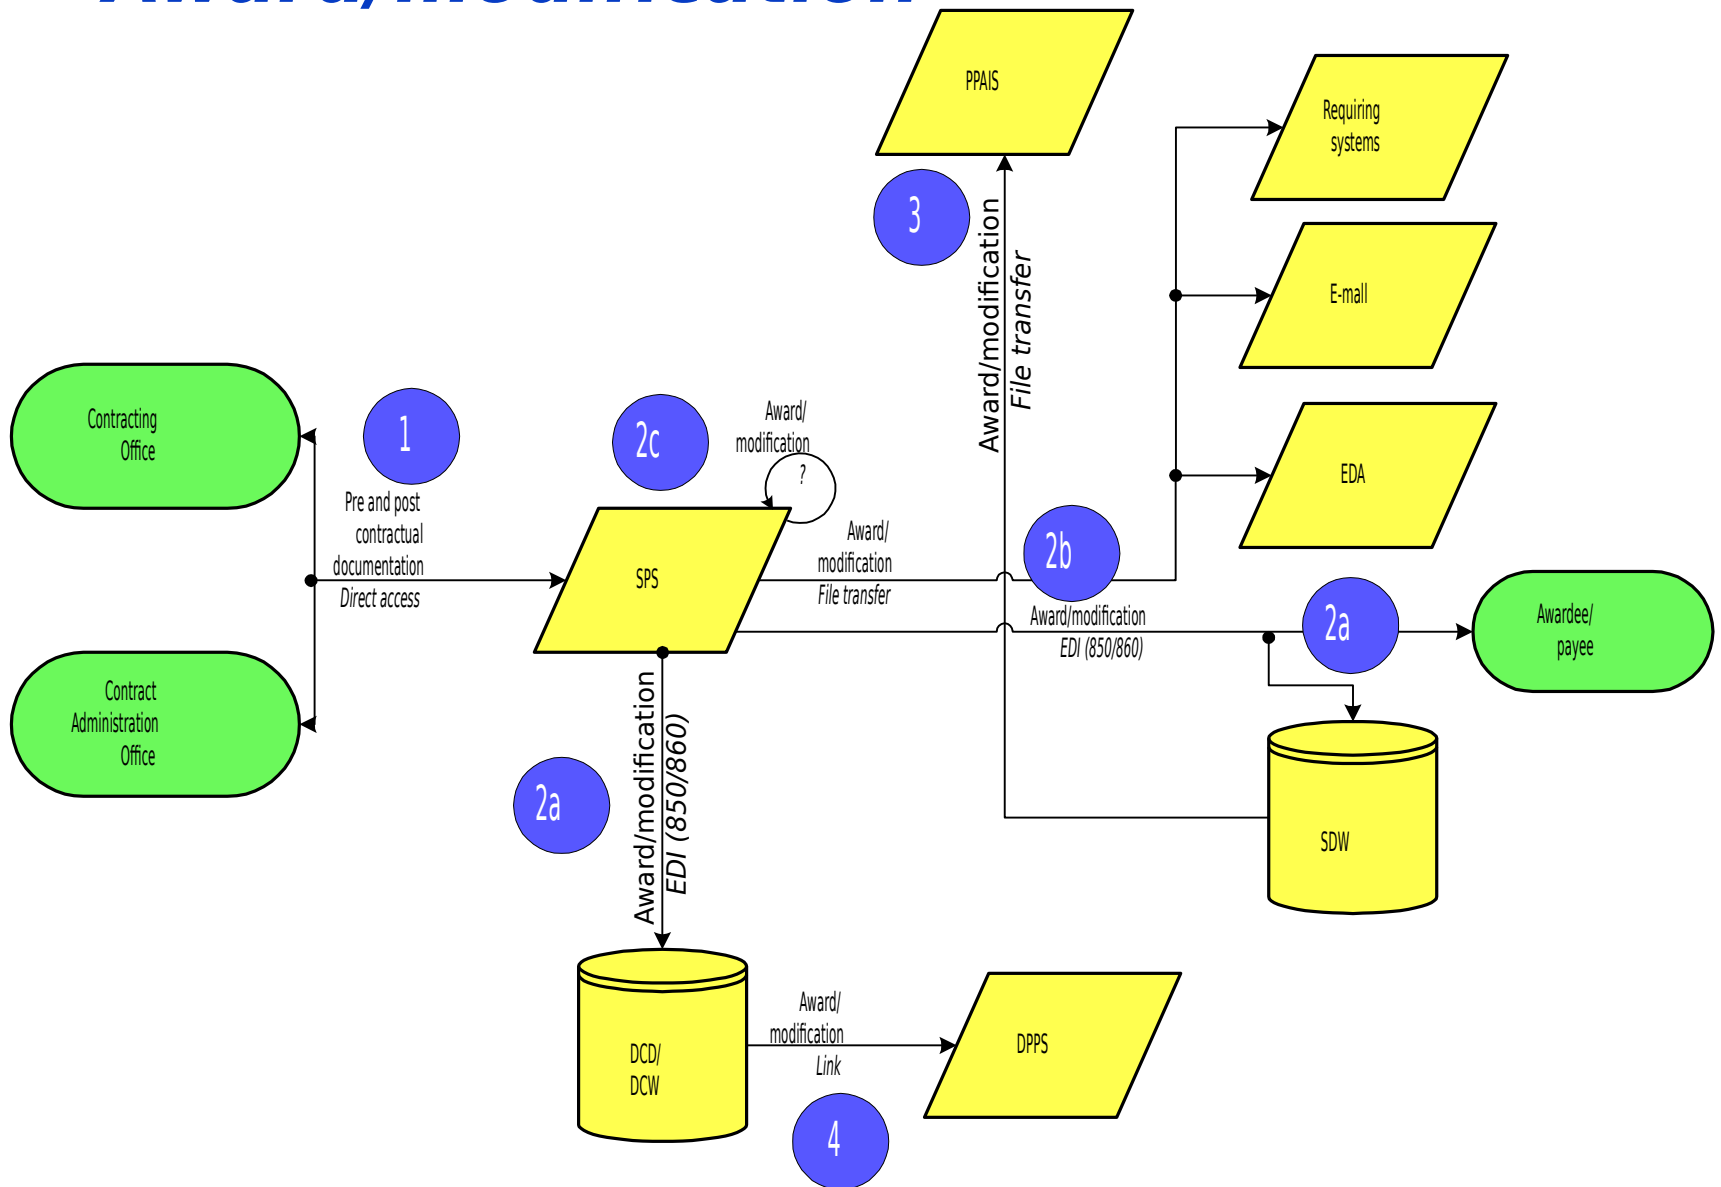 Award/Modification
PPAIS
Requiring
systems
3
Award/modification
File transfer
E-mall
Contracting
Office
1
2c
Award/
modification
?
EDA
Pre and post
contractual
documentation
Direct access
SPS
Award/
modification
File transfer
2b
Award/modification
EDI (850/860)
2a
Awardee/
payee
Contract
Administration
Office
2a
Award/modification
EDI (850/860)
SDW
DCD/
DCW
Award/
modification
Link
DPPS
4